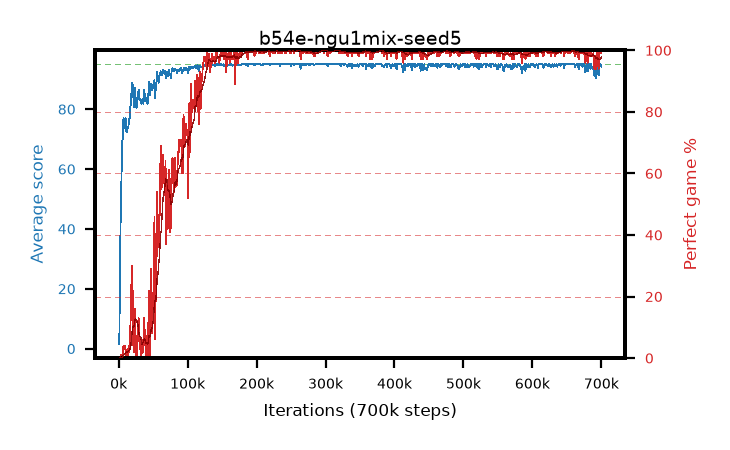 b54e-ngu1mix-seed5
100
80
80
60
60
40
40
20
20
0
0
Average score
Perfect game %
0k 100k 200k 300k 400k 500k 600k 700k
Iterations (700k steps)